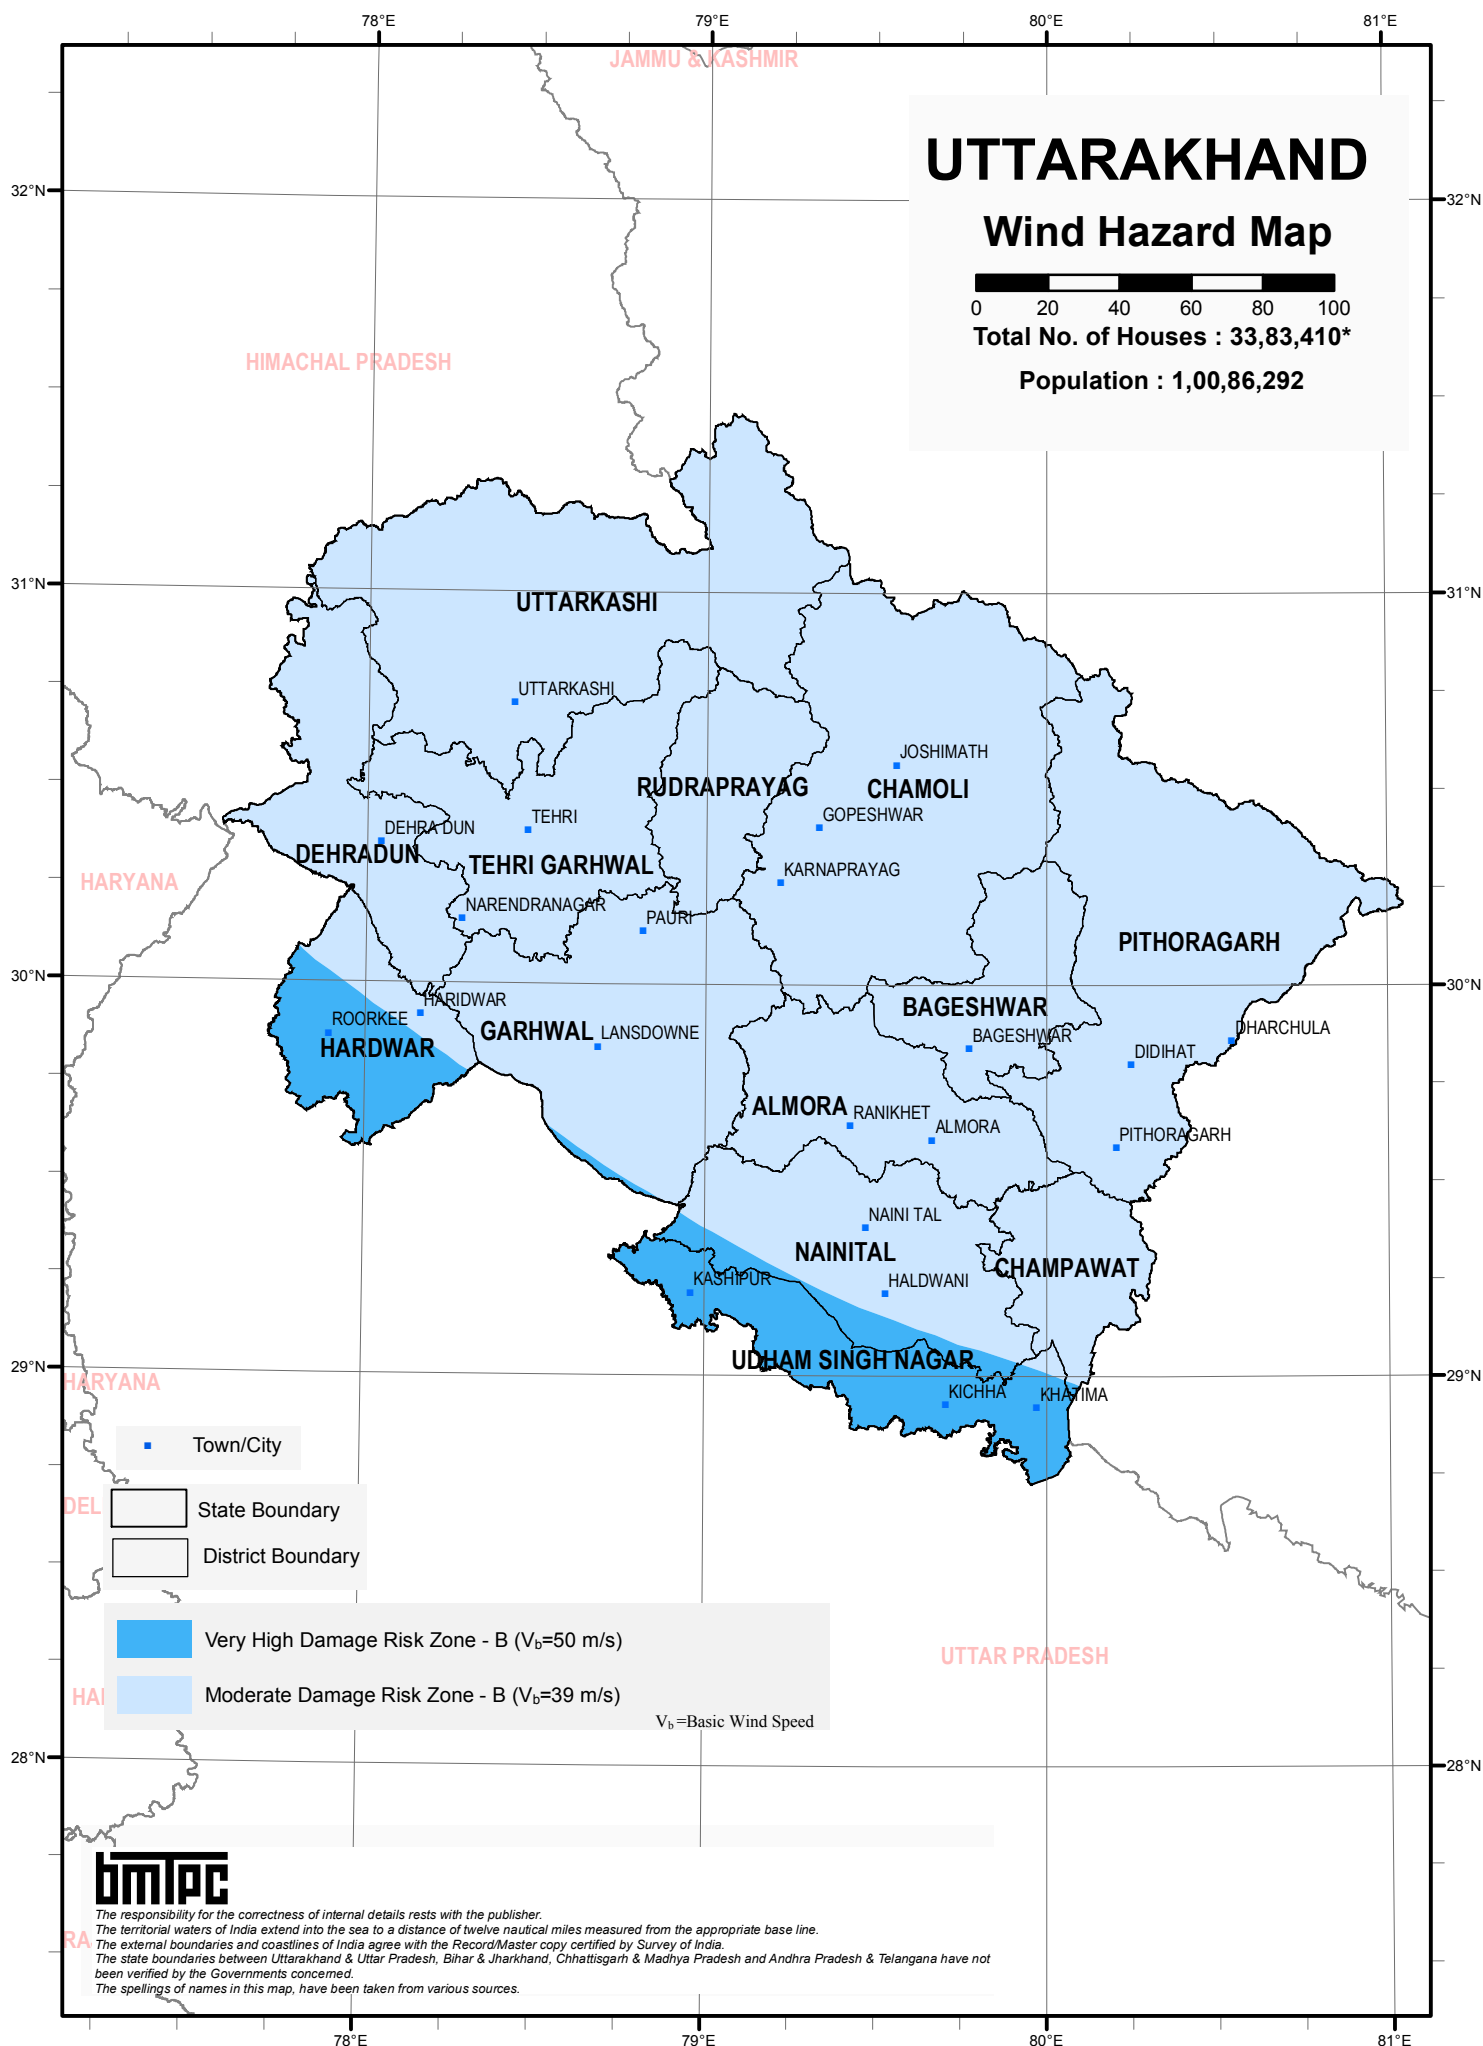 78°E 79°E 80°E 81°E
JAMMU & KASHMIR
UTTARAKHAND
32°N 32°N
Wind Hazard Map
0 20 40 60 80 100
Total No. of Houses : 33,83,410*
HIMACHAL PRADESH
Population : 1,00,86,292
31°N 31°N
UTTARKASHI
UTTARKASHI
JOSHIMATH
RUDRAPRAYAG CHAMOLI
TEHRI GOPESHWAR
DEHRA DUN
DEHRADUN TEHRI GARHWAL
HARYANA KARNAPRAYAG
NARENDRANAGAR PAURI
PITHORAGARH
30°N 30°N
HARIDWAR BAGESHWAR
ROORKEE GARHWAL LANSDOWNE BAGESHWAR DHARCHULA
HARDWAR DIDIHAT
ALMORA RANIKHET
ALMORA PITHORAGARH
NAINI TAL
NAINITAL CHAMPAWAT
KASHIPUR HALDWANI
UDHAM SINGH NAGAR
29°N 29°N
HARYANA KICHHA KHATIMA
Town/City
DEL State Boundary
District Boundary
Very High Damage Risk Zone - B (Vb=50 m/s)
UTTAR PRADESH
HAI Moderate Damage Risk Zone - B (Vb=39 m/s)
Vb =Basic Wind Speed
28°N 28°N
bmTpc
The responsibility for the correctness of internal details rests with the publisher.
The territorial waters of India extend into the sea to a distance of twelve nautical miles measured from the appropriate base line.
RA The external boundaries and coastlines of India agree with the Record/Master copy certified by Survey of India.
The state boundaries between Uttarakhand & Uttar Pradesh, Bihar & Jharkhand, Chhattisgarh & Madhya Pradesh and Andhra Pradesh & Telangana have not
been verified by the Governments concerned.
The spellings of names in this map, have been taken from various sources.
78°E 79°E 80°E 81°E